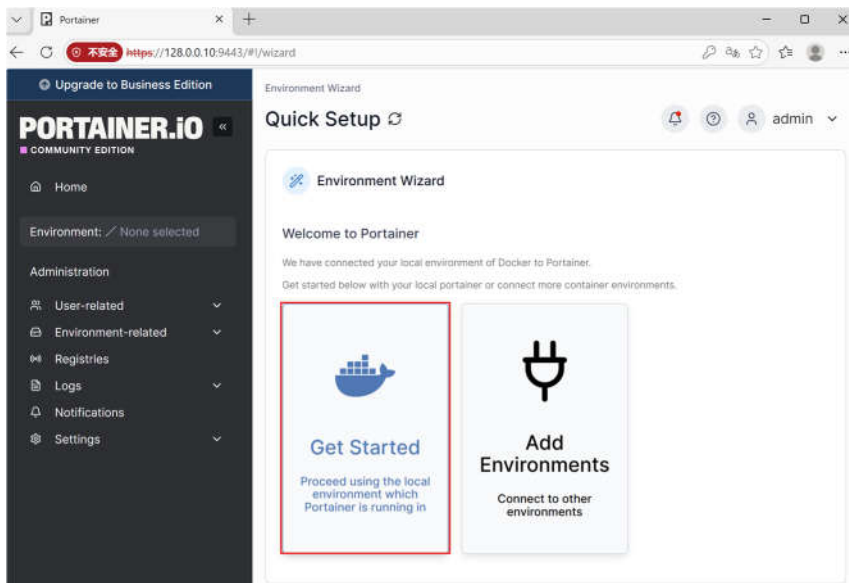 Portainer
不安全 https://128.0.0.10:9443/#!/wizard
Upgrade to Business Edition
PORTAINER.iO
COMMUNITY EDITION
Home
Environment: None selected
Administration
User-related
Environment-related
Registries
Logs
Notifications
Settings
Environment Wizard
Quick Setup
admin
Environment Wizard
Welcome to Portainer
We have connected your local environment of Docker to Portainer.
Get started below with your local portainer or connect more container environments.
Get Started
Proceed using the local
environment which
Portainer is running in
Add
Environments
Connect to other
environments